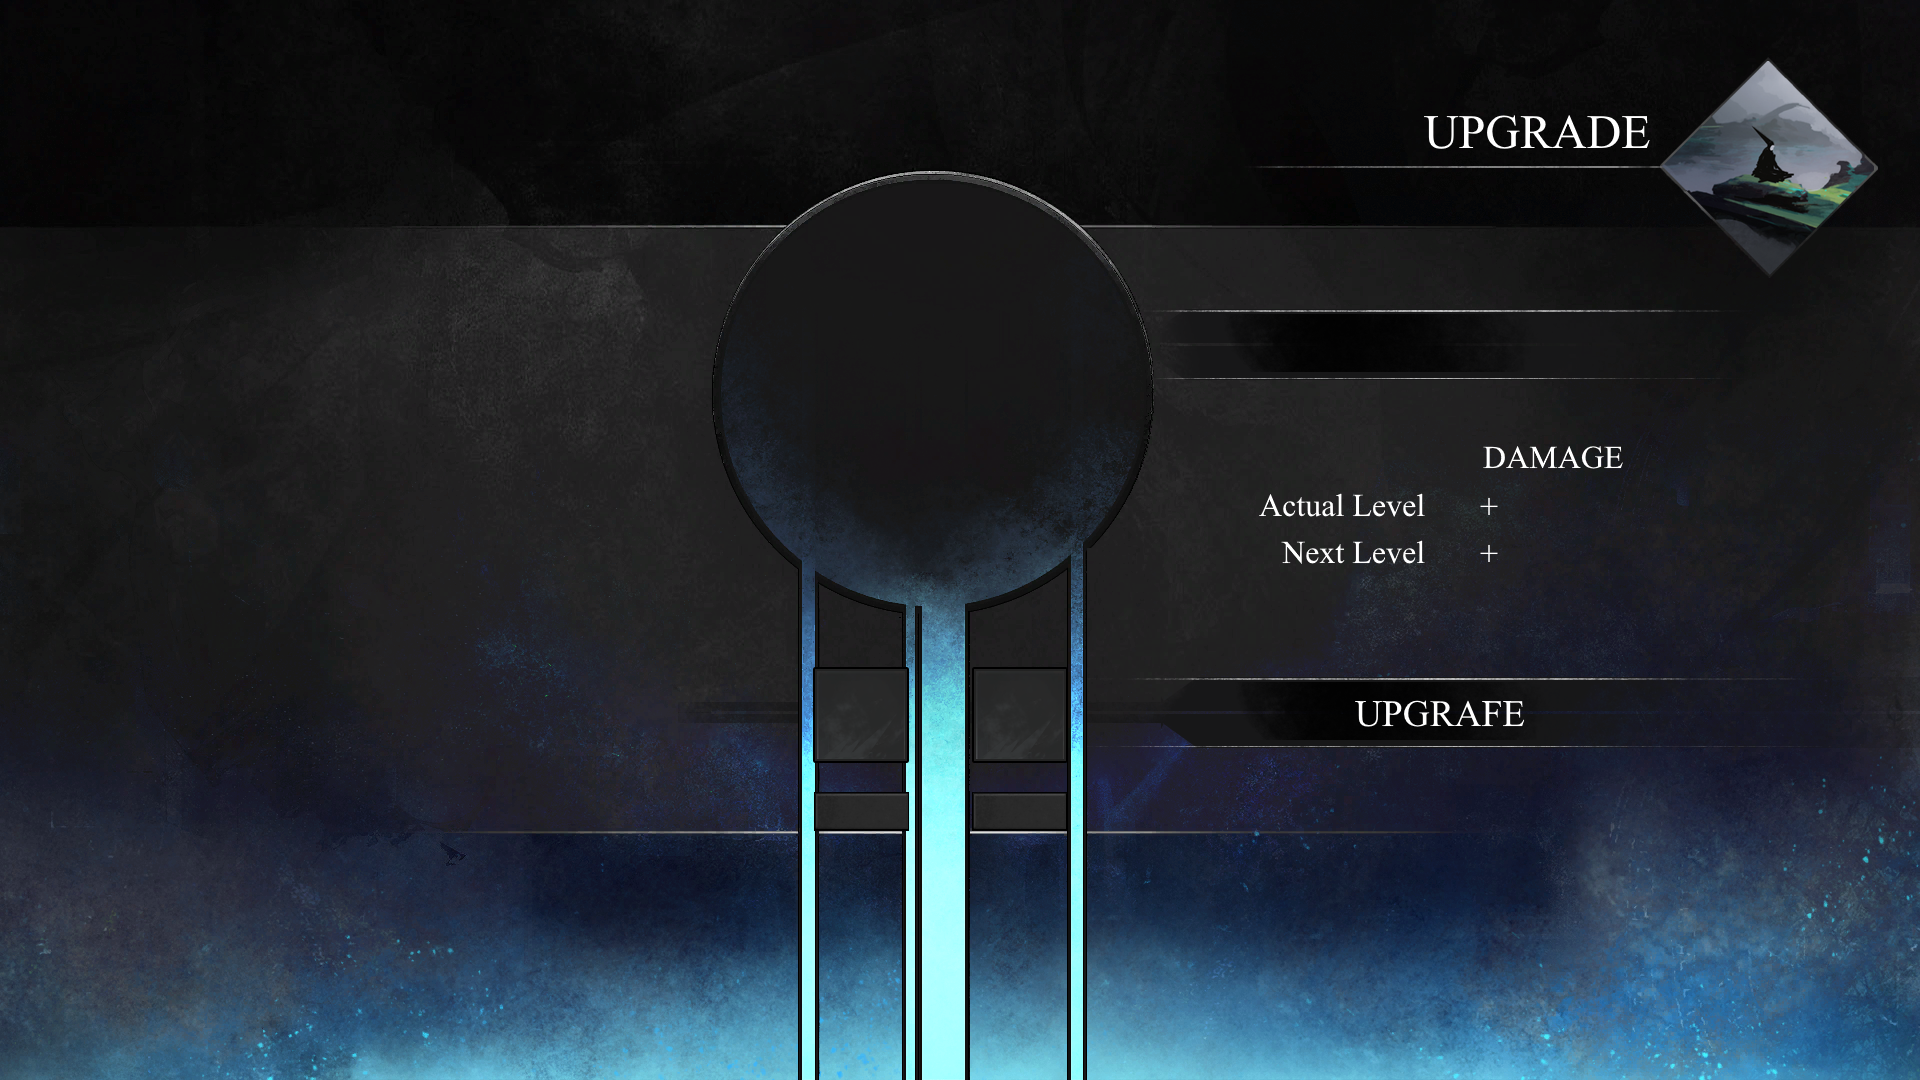 UPGRADE
DAMAGE
Actual Level +
Next Level +
UPGRAFE